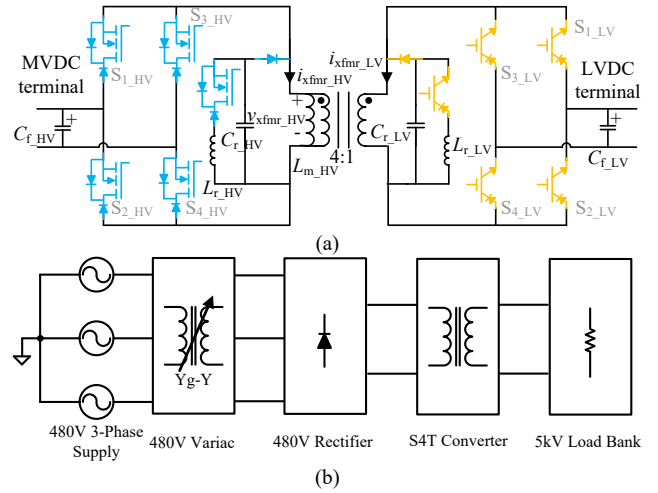 S3_HV
S1_LV
MVDC
terminal
S1_HV
ixfmr_HV
ixfmr_LV
S3_LV
LVDC
terminal
+
vxfmr_HV
+
+
Cf_HV
Cr_HV
-
Cr_LV
Lr_LV
Cf_LV
4:1
Lm_HV
Lr_HV
S2_HV
S4_HV
S4_LV
S2_LV
(a)
Yg-Y
480V 3-Phase
Supply
480V Variac
480V Rectifier
S4T Converter
5kV Load Bank
(b)